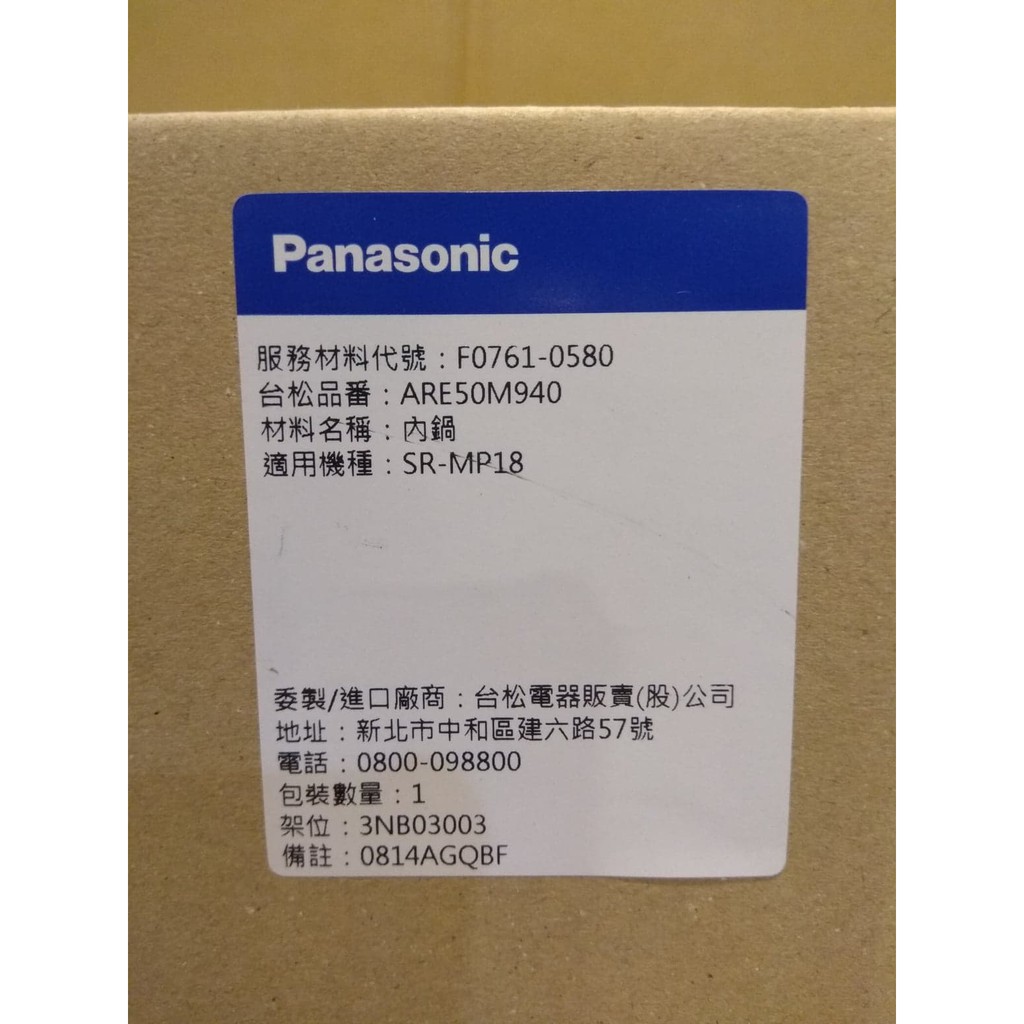 Panasonic
服務材料代號：F0761-0580
台松品番：ARE50M940
材料名稱：內鍋
適用機種：SR-MP18
委製/進口廠商：台松電器販賣(股)公司
地址：新北市中和區建六路57號
電話：0800-098800
包裝數量：1
架位：3NB03003
備註：0814AGQBF